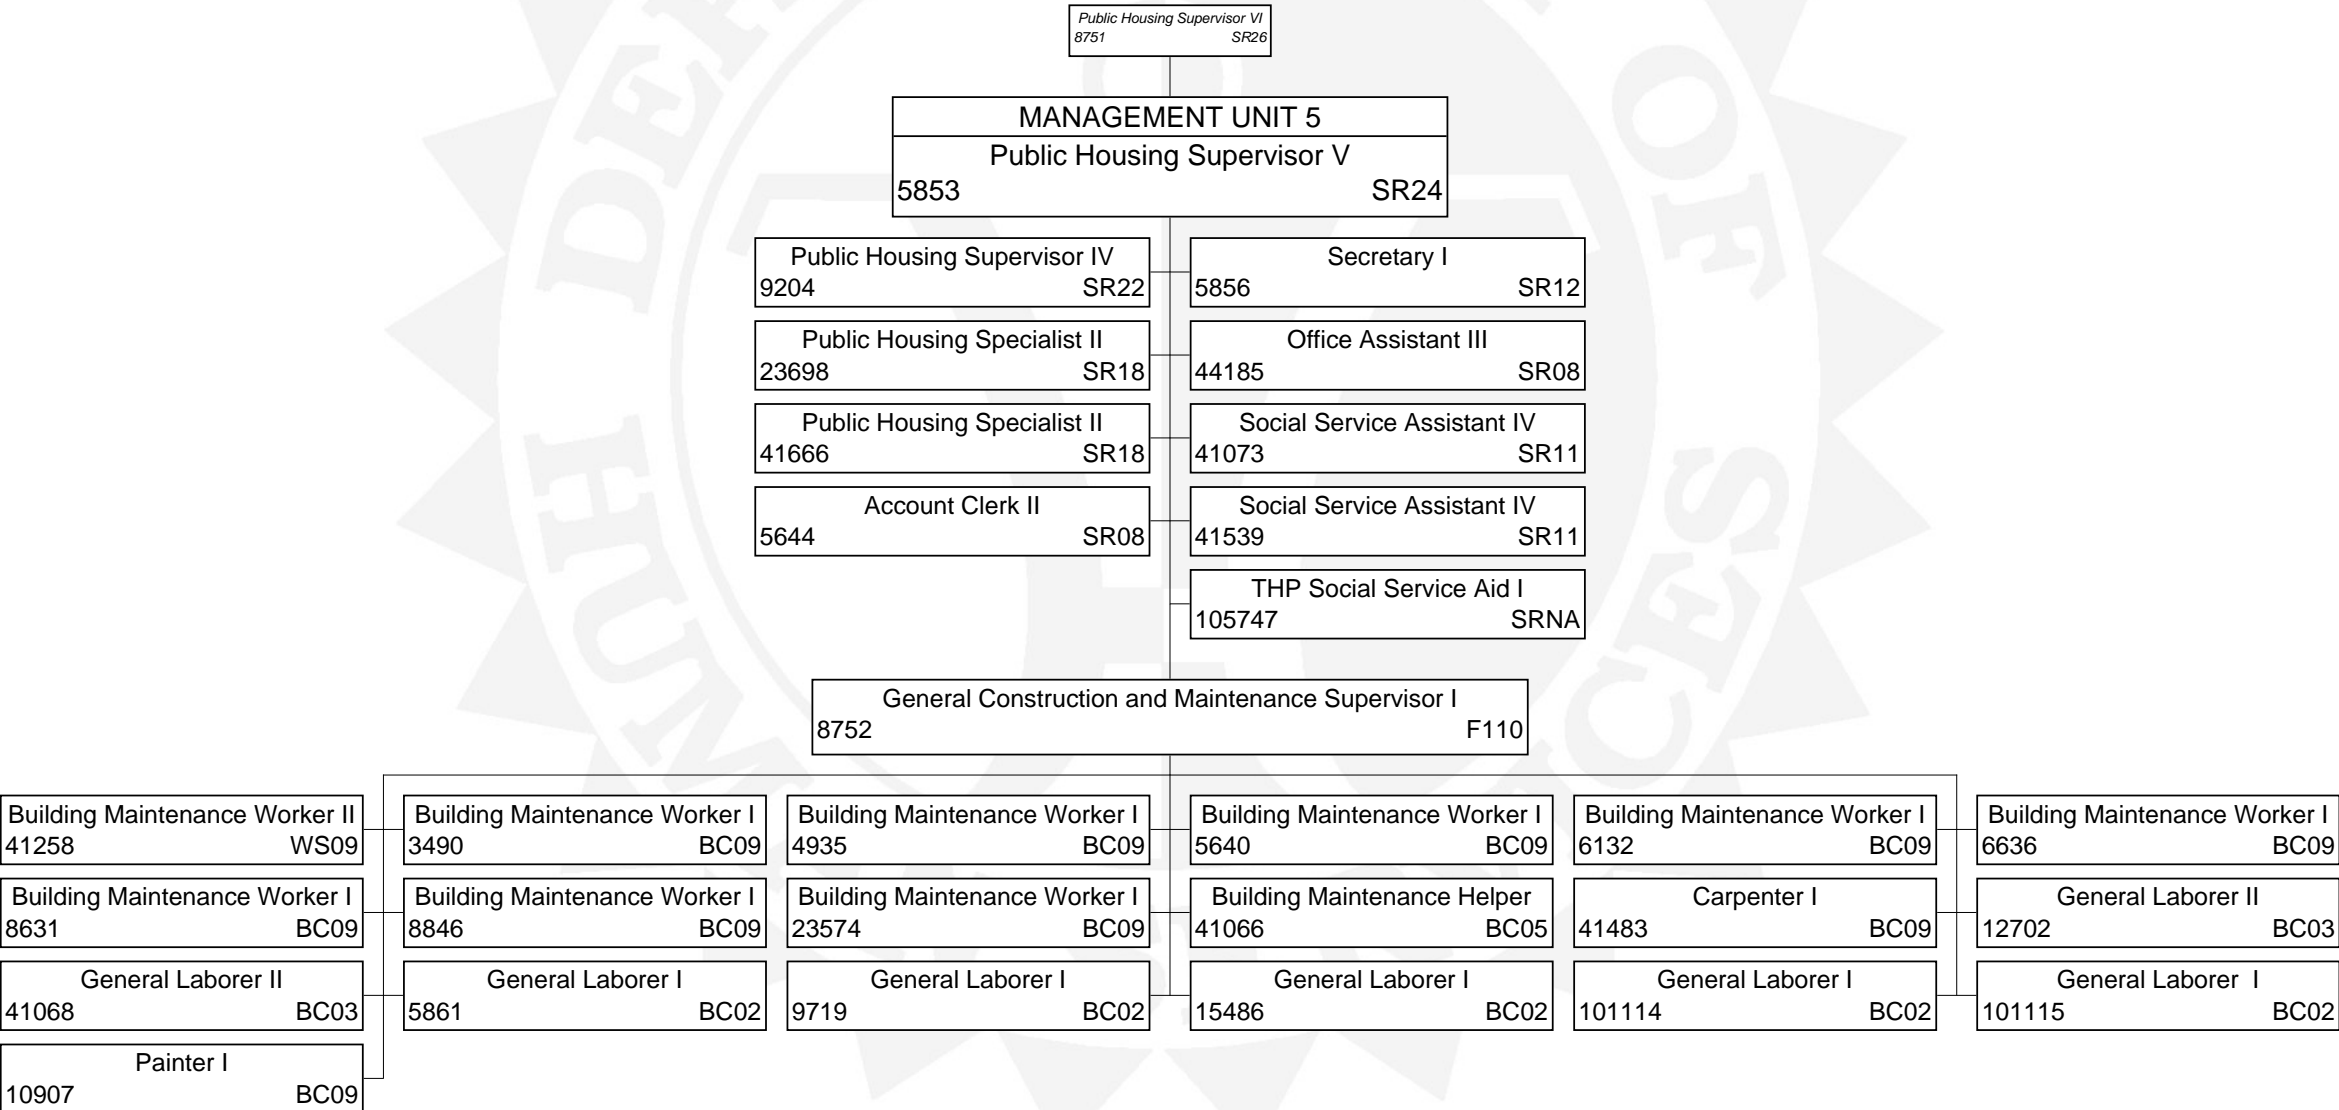 Public Housing Supervisor VI
8751 SR26
MANAGEMENT UNIT 5
Public Housing Supervisor V
5853 SR24
Public Housing Supervisor IV
9204 SR22
Secretary I
5856 SR12
Public Housing Specialist II
23698 SR18
Office Assistant III
44185 SR08
Public Housing Specialist II
41666 SR18
Social Service Assistant IV
41073 SR11
Account Clerk II
5644 SR08
Social Service Assistant IV
41539 SR11
THP Social Service Aid I
105747 SRNA
General Construction and Maintenance Supervisor I
8752 F110
Building Maintenance Worker II
41258 WS09
Building Maintenance Worker I
3490 BC09
Building Maintenance Worker I
4935 BC09
Building Maintenance Worker I
5640 BC09
Building Maintenance Worker I
6132 BC09
Building Maintenance Worker I
6636 BC09
Building Maintenance Worker I
8631 BC09
Building Maintenance Worker I
8846 BC09
Building Maintenance Worker I
23574 BC09
Building Maintenance Helper
41066 BC05
Carpenter I
41483 BC09
General Laborer II
12702 BC03
General Laborer II
41068 BC03
General Laborer I
5861 BC02
General Laborer I
9719 BC02
General Laborer I
15486 BC02
General Laborer I
101114 BC02
General Laborer I
101115 BC02
Painter I
10907 BC09